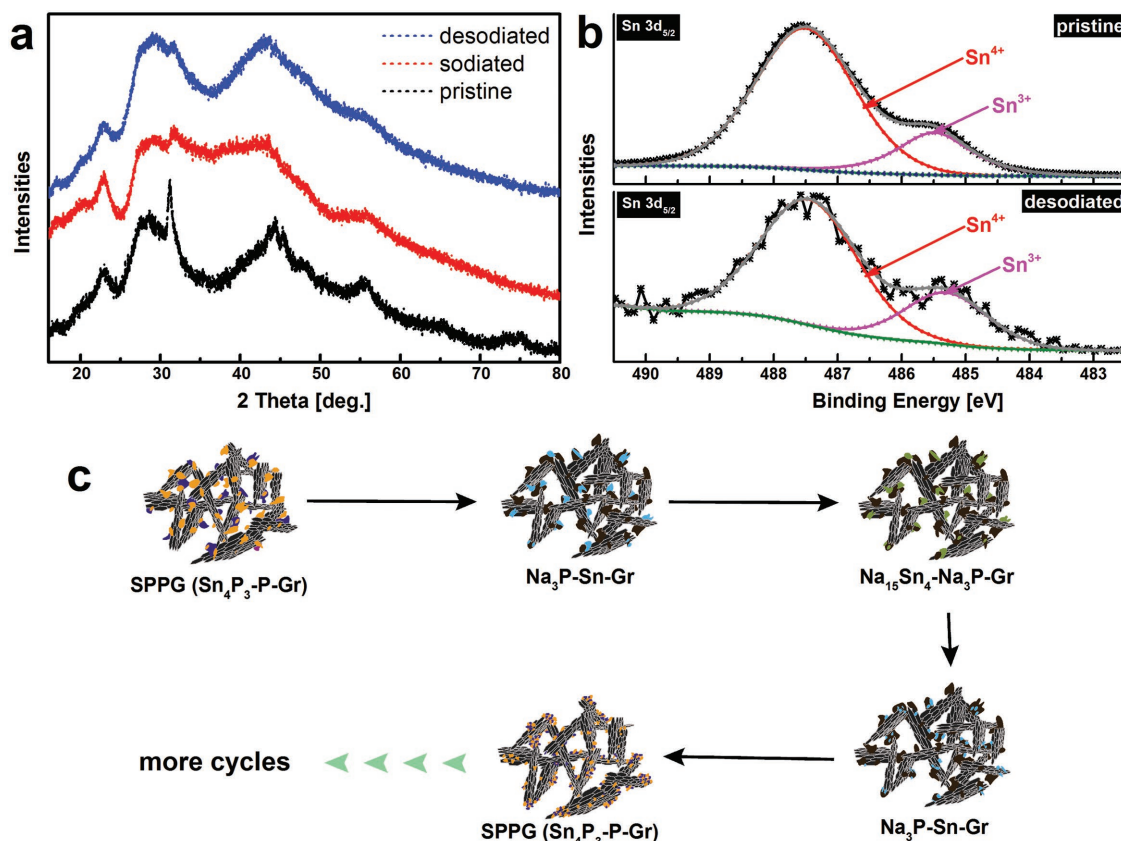 a
desodiated
sodiated
pristine
Intensities
20 30 40 50 60 70 80
2 Theta [deg.]
b
Sn 3d₅/₂
pristine
Sn⁴⁺
Sn³⁺
Intensities
Sn 3d₅/₂
desodiated
Sn⁴⁺
Sn³⁺
490 489 488 487 486 485 484 483
Binding Energy [eV]
c
SPPG (Sn₄P₃-P-Gr)
Na₃P-Sn-Gr
Na₁₅Sn₄-Na₃P-Gr
more cycles
SPPG (Sn₄P₃-P-Gr)
Na₃P-Sn-Gr